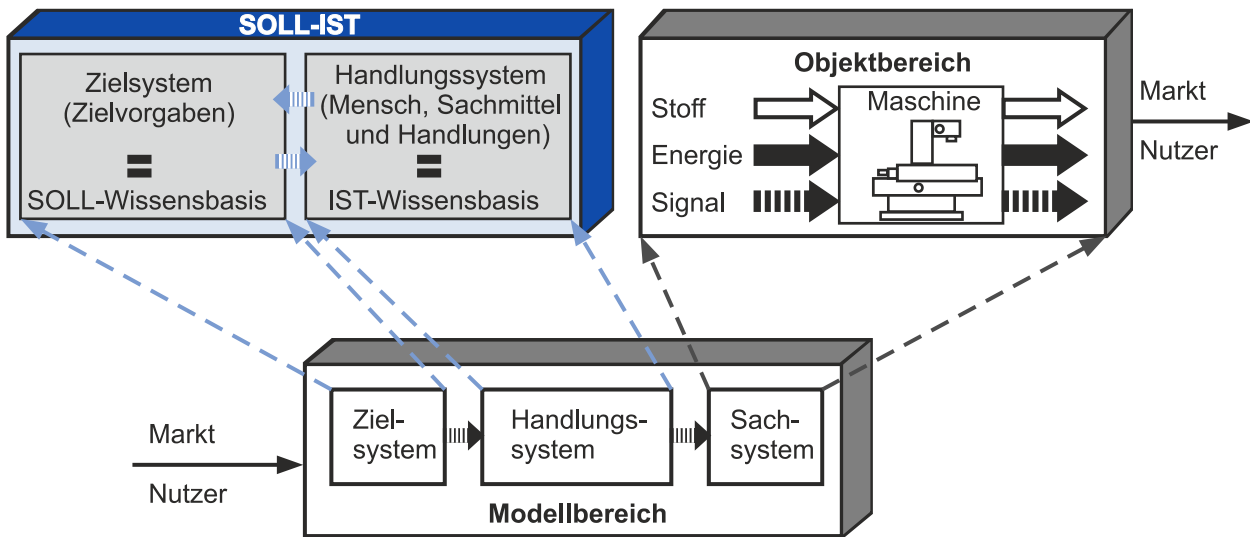 SOLL-IST
Zielsystem
(Zielvorgaben)
=
SOLL-Wissensbasis
Handlungssystem
(Mensch, Sachmittel
und Handlungen)
=
IST-Wissensbasis
Objektbereich
Stoff
Energie
Signal
Maschine
Markt
Nutzer
Markt
Nutzer
Ziel-
system
Handlungs-
system
Sach-
system
Modellbereich